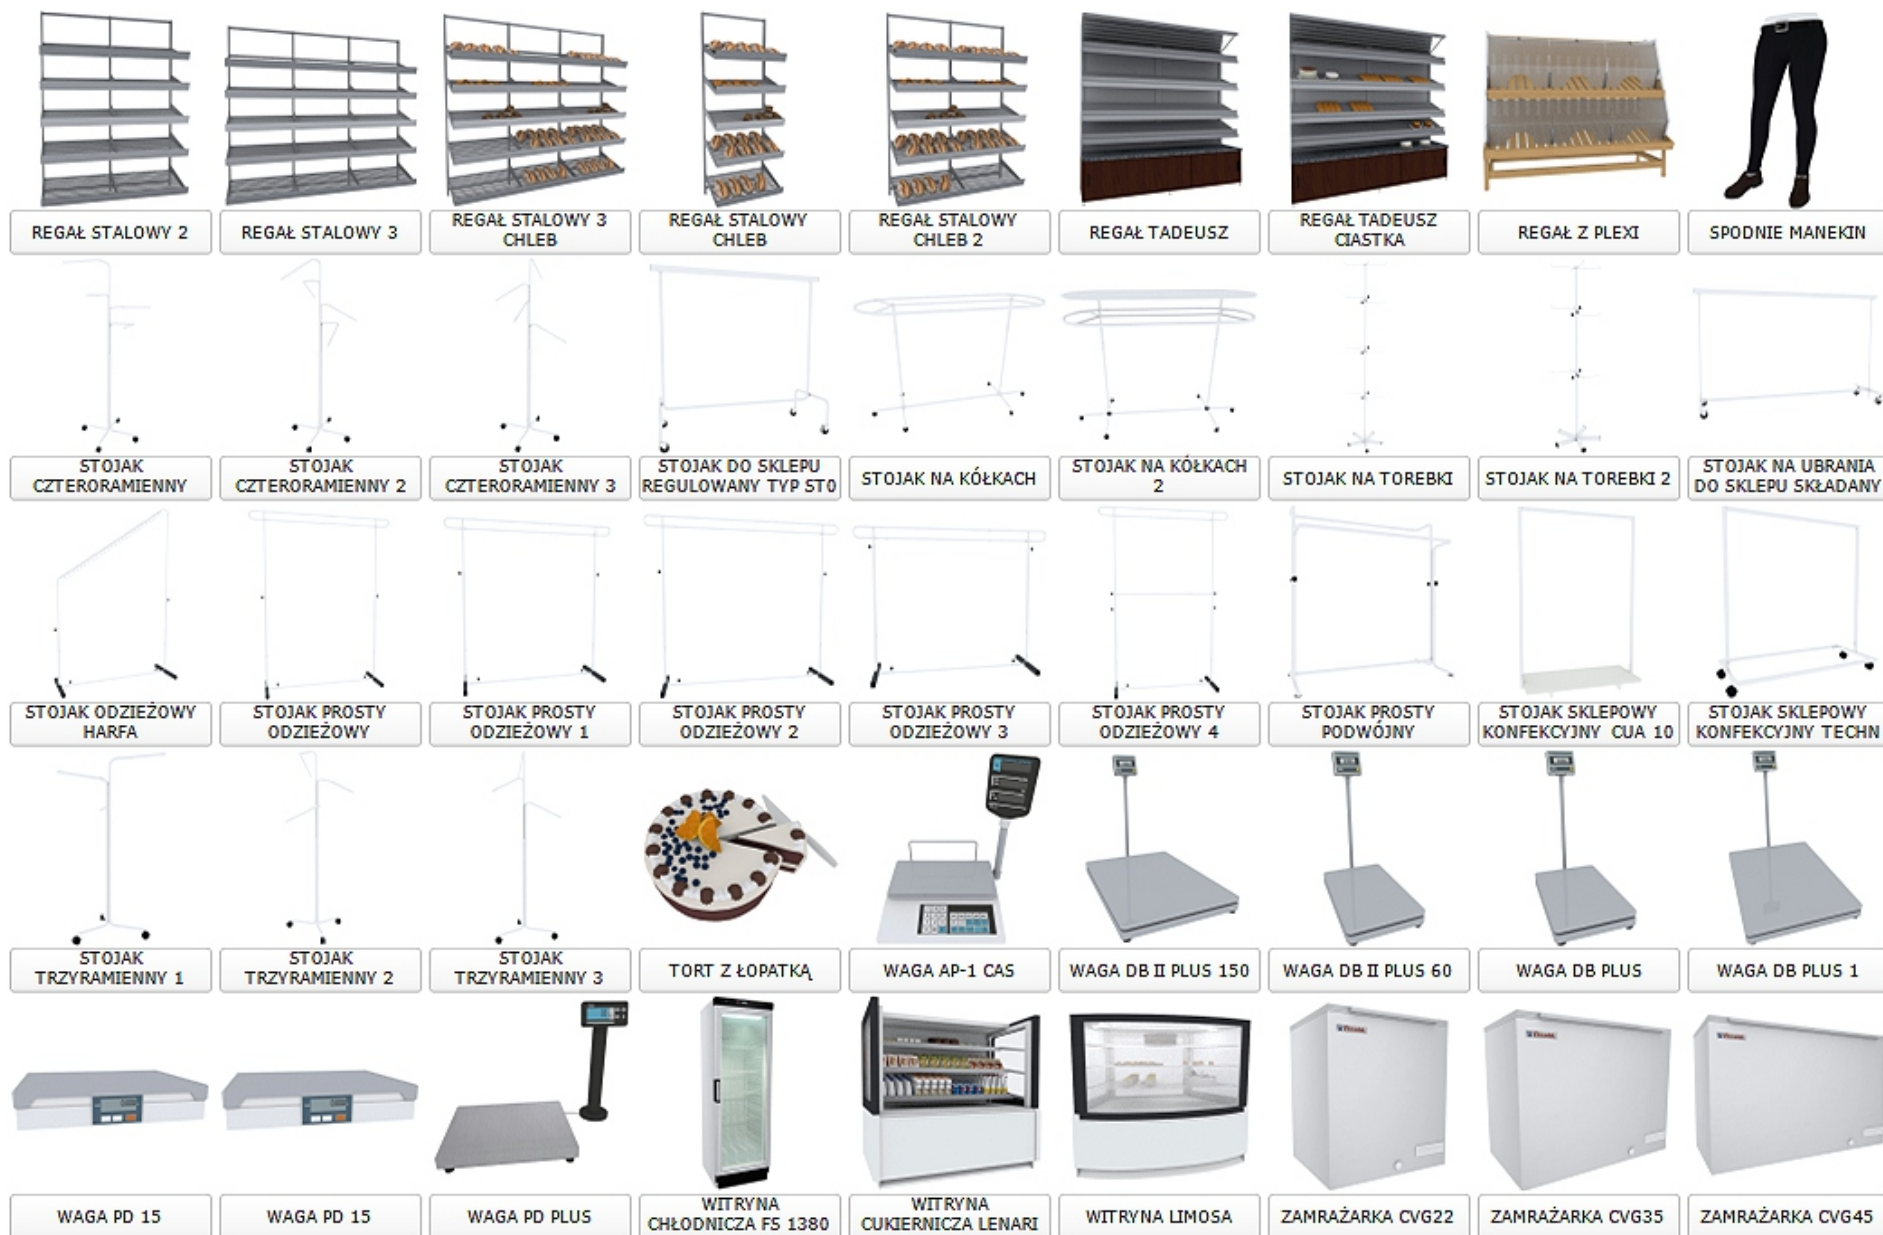 REGAŁ STALOWY 2
REGAŁ STALOWY 3
REGAŁ STALOWY 3
CHLEB
REGAŁ STALOWY
CHLEB
REGAŁ STALOWY
CHLEB 2
REGAŁ TADEUSZ
REGAŁ TADEUSZ
CIASTKA
REGAŁ Z PLEXI
SPODNIE MANEKIN
STOJAK
CZTERORAMIENNY
STOJAK
CZTERORAMIENNY 2
STOJAK
CZTERORAMIENNY 3
STOJAK DO SKLEPU
REGULOWANY TYP ST0
STOJAK NA KÓŁKACH
STOJAK NA KÓŁKACH
2
STOJAK NA TOREBKI
STOJAK NA TOREBKI 2
STOJAK NA UBRANIA
DO SKLEPU SKŁADANY
STOJAK ODZIEŻOWY
HARFA
STOJAK PROSTY
ODZIEŻOWY
STOJAK PROSTY
ODZIEŻOWY 1
STOJAK PROSTY
ODZIEŻOWY 2
STOJAK PROSTY
ODZIEŻOWY 3
STOJAK PROSTY
ODZIEŻOWY 4
STOJAK PROSTY
PODWÓJNY
STOJAK SKLEPOWY
KONFEKCYJNY CUA 10
STOJAK SKLEPOWY
KONFEKCYJNY TECHN
STOJAK
TRZYRAMIENNY 1
STOJAK
TRZYRAMIENNY 2
STOJAK
TRZYRAMIENNY 3
TORT Z ŁOPATKĄ
WAGA AP-1 CAS
WAGA DB II PLUS 150
WAGA DB II PLUS 60
WAGA DB PLUS
WAGA DB PLUS 1
WAGA PD 15
WAGA PD 15
WAGA PD PLUS
WITRYNA
CHŁODNICZA FS 1380
WITRYNA
CUKIERNICZA LENARI
WITRYNA LIMOSA
ZAMRAŻARKA CVG22
ZAMRAŻARKA CVG35
ZAMRAŻARKA CVG45